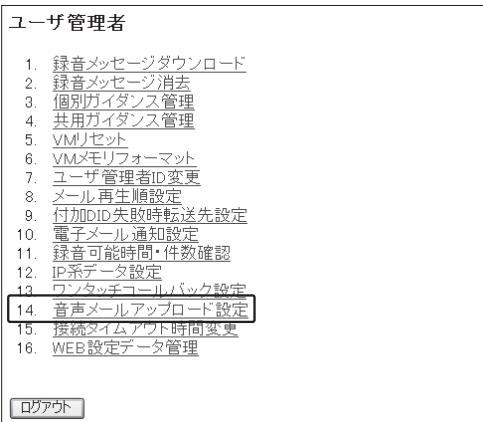 ユーザ管理者
1. 録音メッセージダウンロード
2. 録音メッセージ消去
3. 個別ガイダンス管理
4. 共用ガイダンス管理
5. VMリセット
6. VMメモリフォーマット
7. ユーザ管理者ID変更
8. メール再生順設定
9. 付加DID失敗時転送先設定
10. 電子メール通知設定
11. 録音可能時間・件数確認
12. IP系データ設定
13. ワンタッチコールバック設定
14. 音声メールアップロード設定
15. 接続タイムアウト時間変更
16. WEB設定データ管理
ログアウト